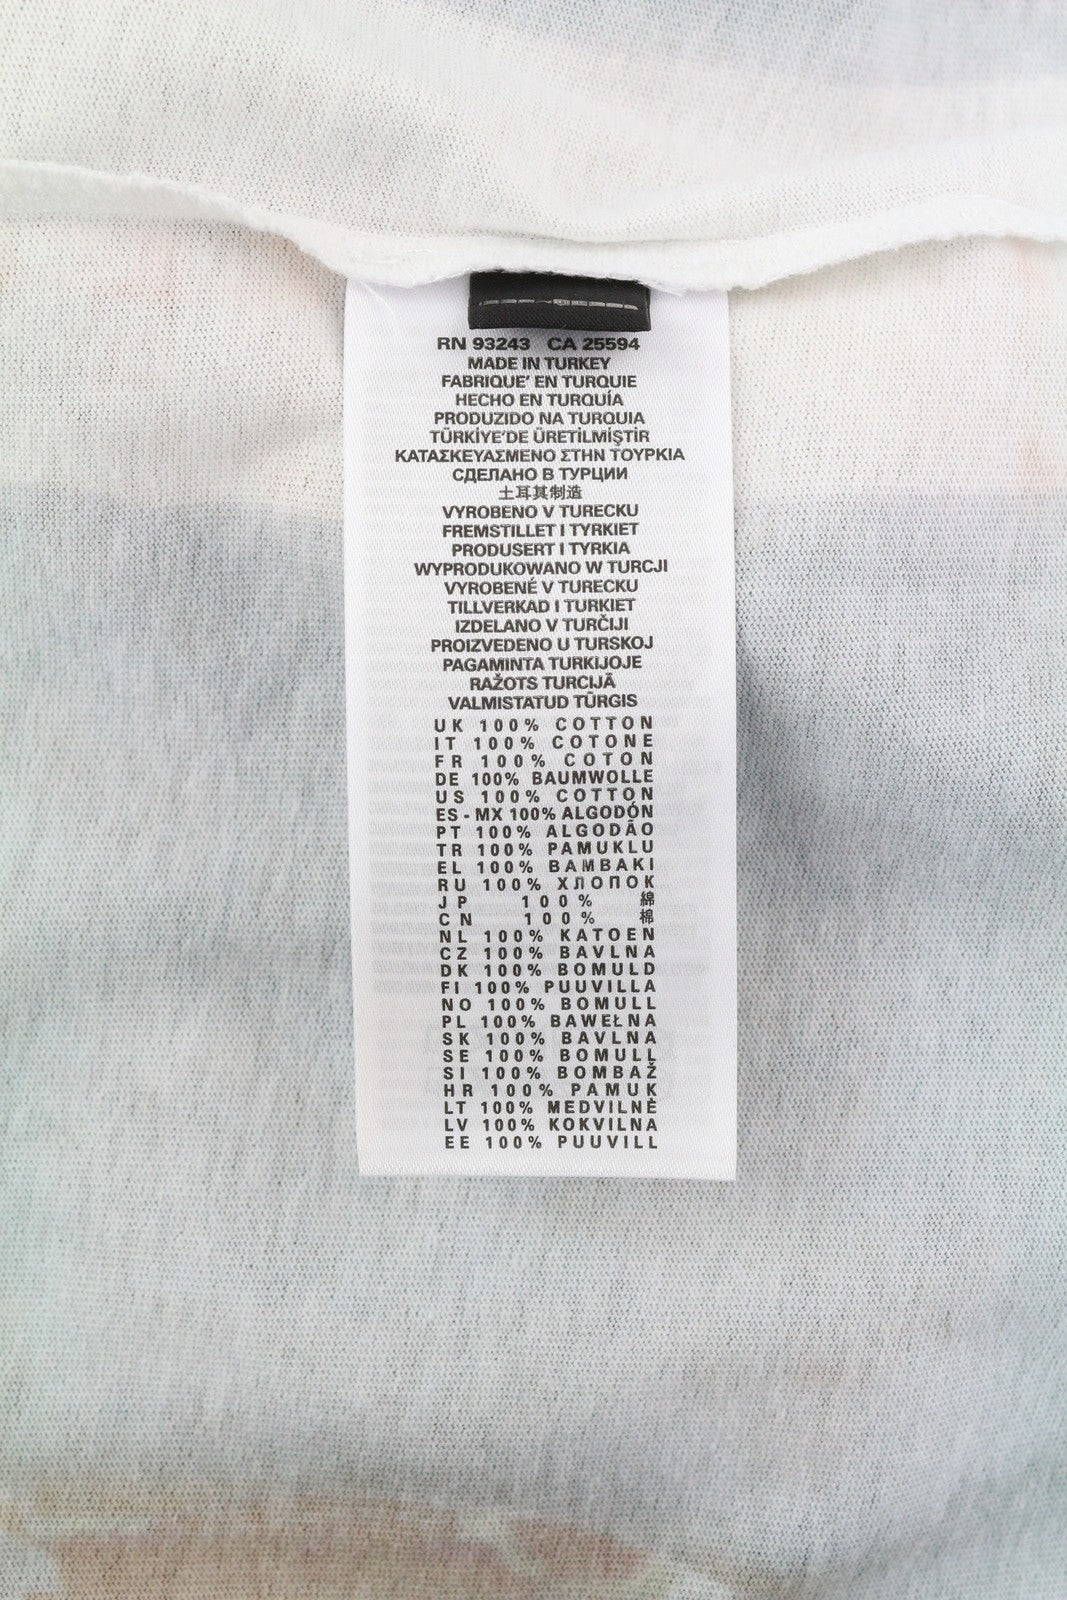 RN 93243 CA 25594
MADE IN TURKEY
FABRIQUE' EN TURQUIE
HECHO EN TURQUÍA
PRODUZIDO NA TURQUIA
TÜRKİYE'DE ÜRETİLMİŞTİR
ΚΑΤΑΣΚΕΥΑΣΜΕΝΟ ΣΤΗΝ ΤΟΥΡΚΙΑ
СДЕЛАНО В ТУРЦИИ
土耳其制造
VYROBENO V TURECKU
FREMSTILLET I TYRKIET
PRODUSERT I TYRKIA
WYPRODUKOWANO W TURCJI
VYROBENÉ V TURECKU
TILLVERKAD I TURKIET
IZDELANO V TURČIJI
PROIZVEDENO U TURSKOJ
PAGAMINTA TURKIJOJE
RAŽOTS TURCIJĀ
VALMISTATUD TÜRGIS
UK 100% COTTON
IT 100% COTONE
FR 100% COTON
DE 100% BAUMWOLLE
US 100% COTTON
ES - MX 100% ALGODÓN
PT 100% ALGODÃO
TR 100% PAMUKLU
EL 100% BAMBAKI
RU 100% ХЛОПОК
JP 100% 綿
CN 100% 棉
NL 100% KATOEN
CZ 100% BAVLNA
DK 100% BOMULD
FI 100% PUUVILLA
NO 100% BOMULL
PL 100% BAWEŁNA
SK 100% BAVLNA
SE 100% BOMULL
SI 100% BOMBAŽ
HR 100% PAMUK
LT 100% MEDVILNĖ
LV 100% KOKVILNA
EE 100% PUUVILL